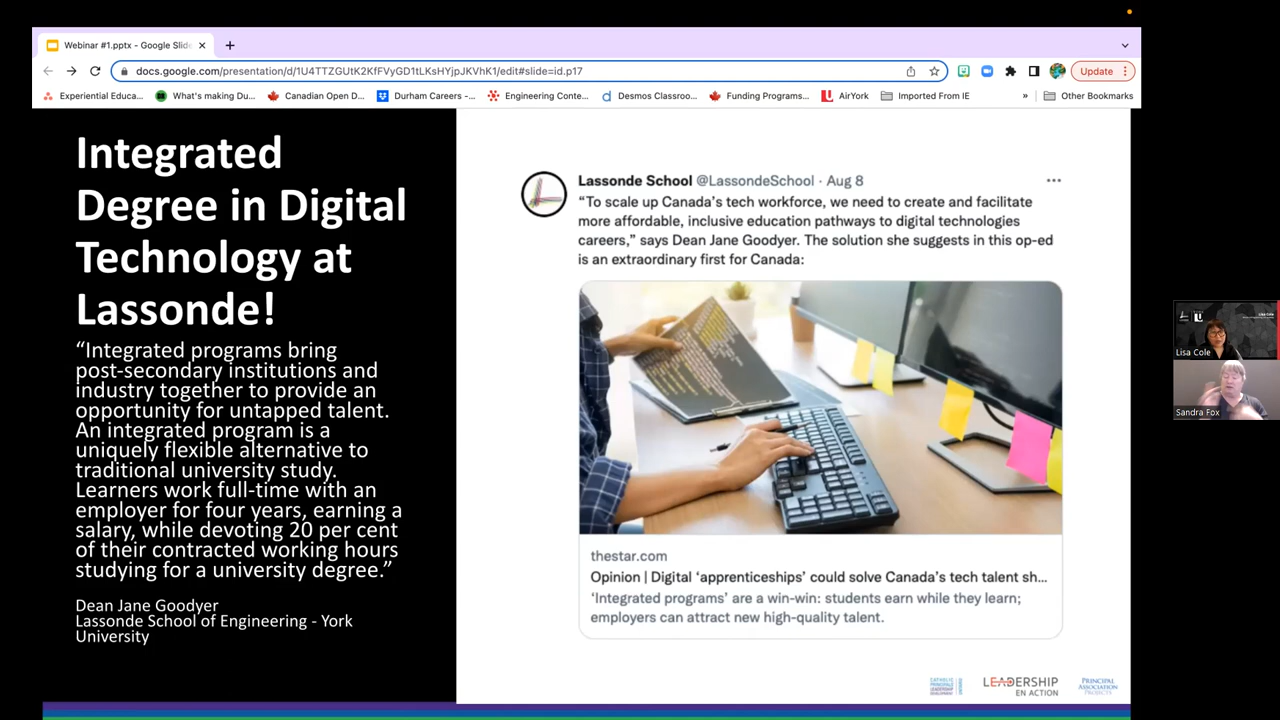 Webinar #1.pptx - Google Slide
docs.google.com/presentation/d/1U4TTZGUtK2KfFVyGD1tLKsHYjpJKVhK1/edit#slide=id.p17
Update
Experiential Educa...
What's making Du...
Canadian Open D...
Durham Careers -...
Engineering Conte...
Desmos Classroo...
Funding Programs...
AirYork
Imported From IE
»
Other Bookmarks
Integrated
Degree in Digital
Technology at
Lassonde!
“Integrated programs bring
post-secondary institutions and
industry together to provide an
opportunity for untapped talent.
An integrated program is a
uniquely flexible alternative to
traditional university study.
Learners work full-time with an
employer for four years, earning a
salary, while devoting 20 per cent
of their contracted working hours
studying for a university degree.”
Dean Jane Goodyer
Lassonde School of Engineering - York
University
Lassonde School @LassondeSchool · Aug 8
“To scale up Canada’s tech workforce, we need to create and facilitate
more affordable, inclusive education pathways to digital technologies
careers,” says Dean Jane Goodyer. The solution she suggests in this op-ed
is an extraordinary first for Canada:
thestar.com
Opinion | Digital ‘apprenticeships’ could solve Canada’s tech talent sh...
‘Integrated programs’ are a win-win: students earn while they learn;
employers can attract new high-quality talent.
LEADERSHIP
EN ACTION
PRINCIPAL
ASSOCIATION
PROJECTS
Lisa Cole
Sandra Fox